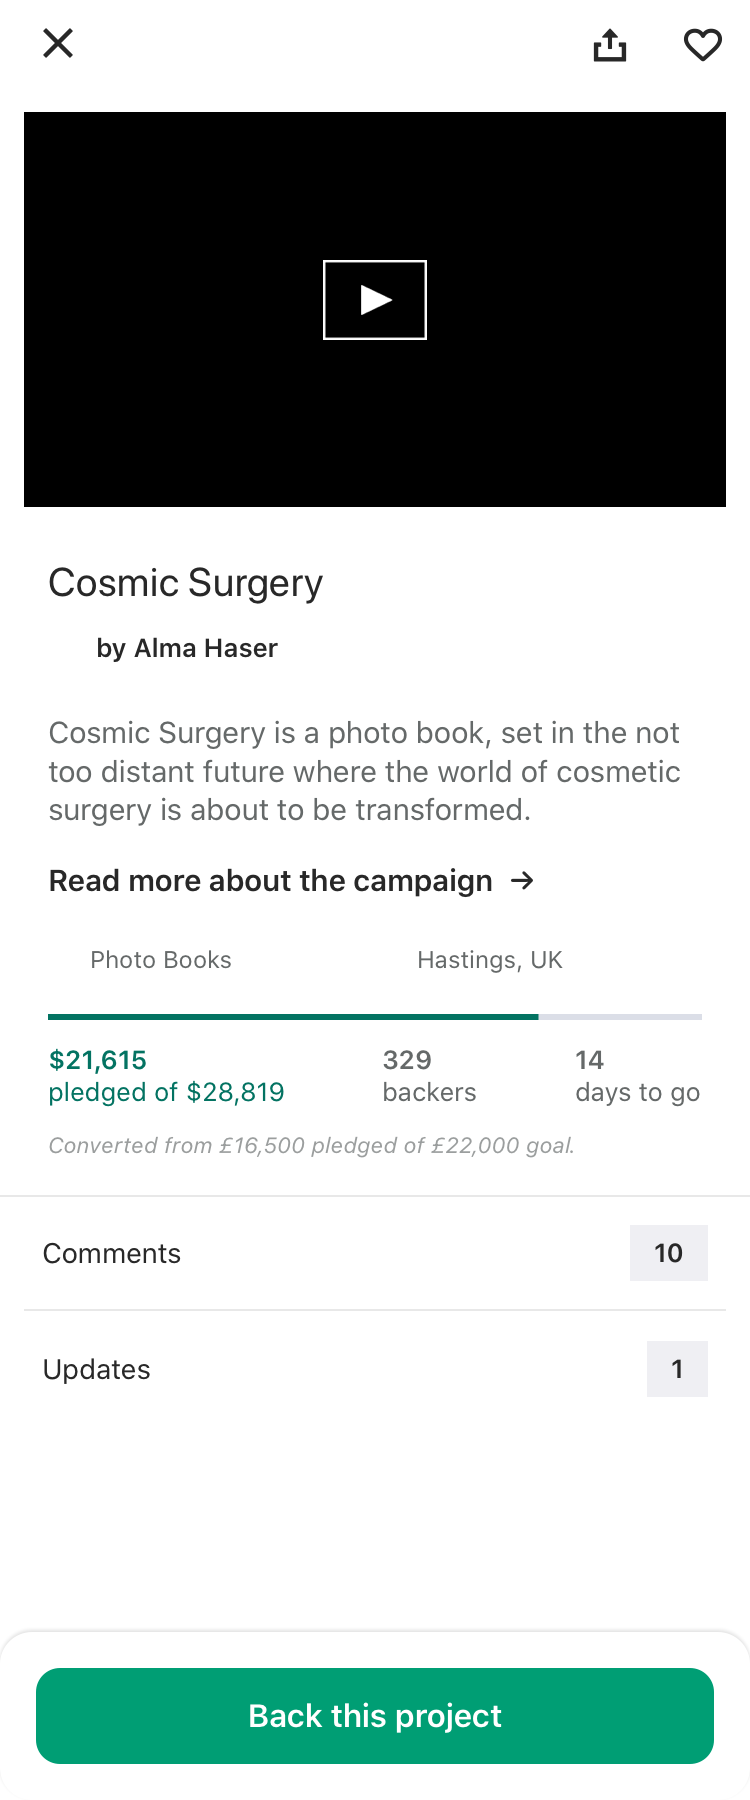 Cosmic Surgery
by Alma Haser
Cosmic Surgery is a photo book, set in the not
too distant future where the world of cosmetic
surgery is about to be transformed.
Read more about the campaign →
Photo Books
Hastings, UK
$21,615
pledged of $28,819
329
backers
14
days to go
Converted from £16,500 pledged of £22,000 goal.
Comments
10
Updates
1
Back this project